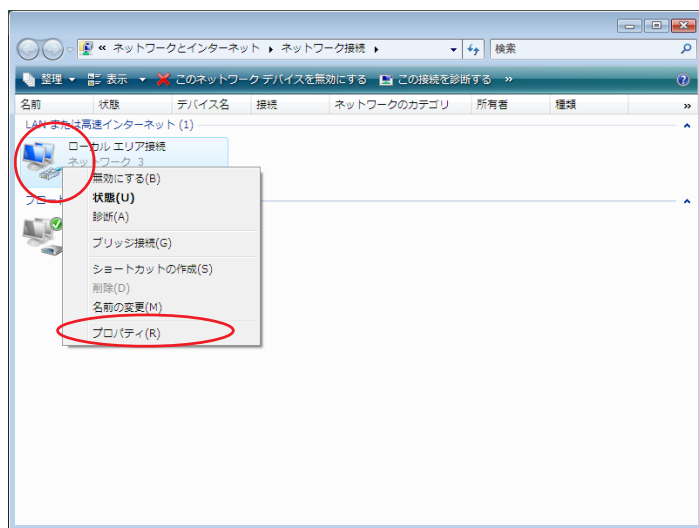 « ネットワークとインターネット ▸ ネットワーク接続 ▸ 検索
整理 表示 このネットワーク デバイスを無効にする この接続を診断する »
名前 状態 デバイス名 接続 ネットワークのカテゴリ 所有者 種類 »
LAN または高速インターネット (1)
ローカル エリア接続
ネットワーク 3
無効にする(B)
状態(U)
診断(A)
ブリッジ接続(G)
ショートカットの作成(S)
削除(D)
名前の変更(M)
プロパティ(R)